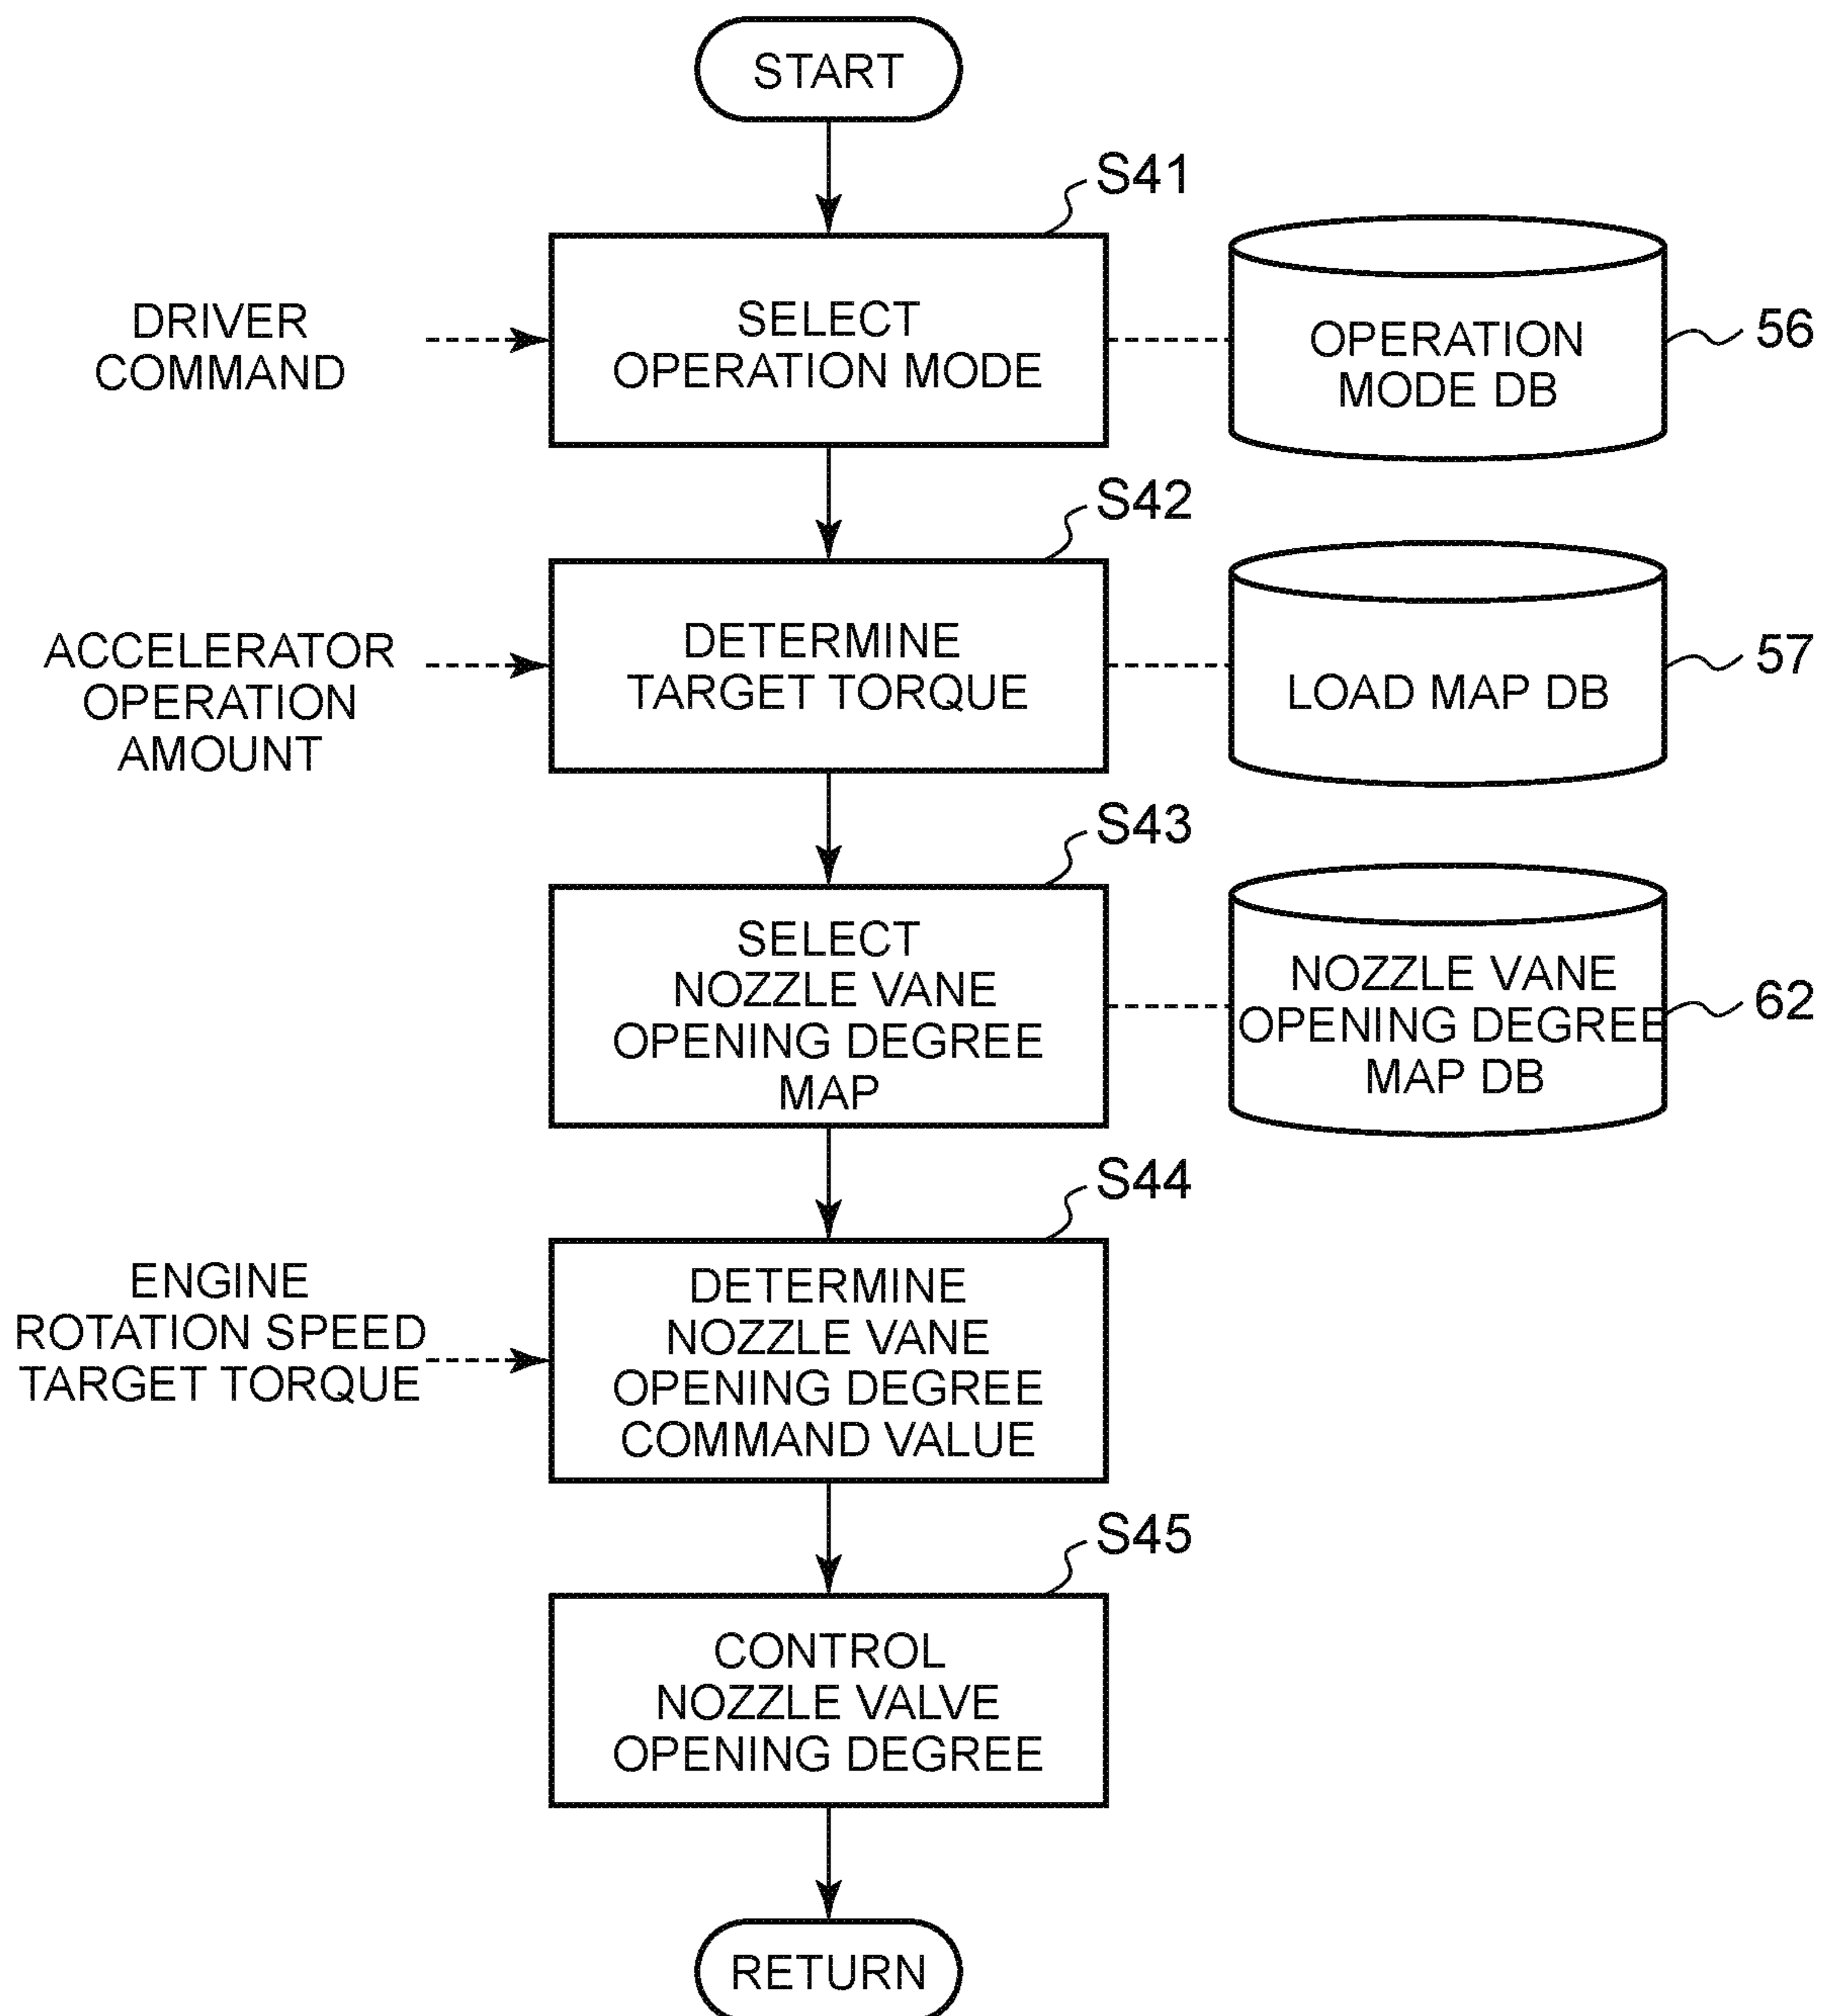 START
S41
DRIVER
COMMAND
SELECT
OPERATION MODE
OPERATION
MODE DB
56
S42
ACCELERATOR
OPERATION
AMOUNT
DETERMINE
TARGET TORQUE
LOAD MAP DB
57
S43
SELECT
NOZZLE VANE
OPENING DEGREE
MAP
NOZZLE VANE
OPENING DEGREE
MAP DB
62
S44
ENGINE
ROTATION SPEED
TARGET TORQUE
DETERMINE
NOZZLE VANE
OPENING DEGREE
COMMAND VALUE
S45
CONTROL
NOZZLE VALVE
OPENING DEGREE
RETURN